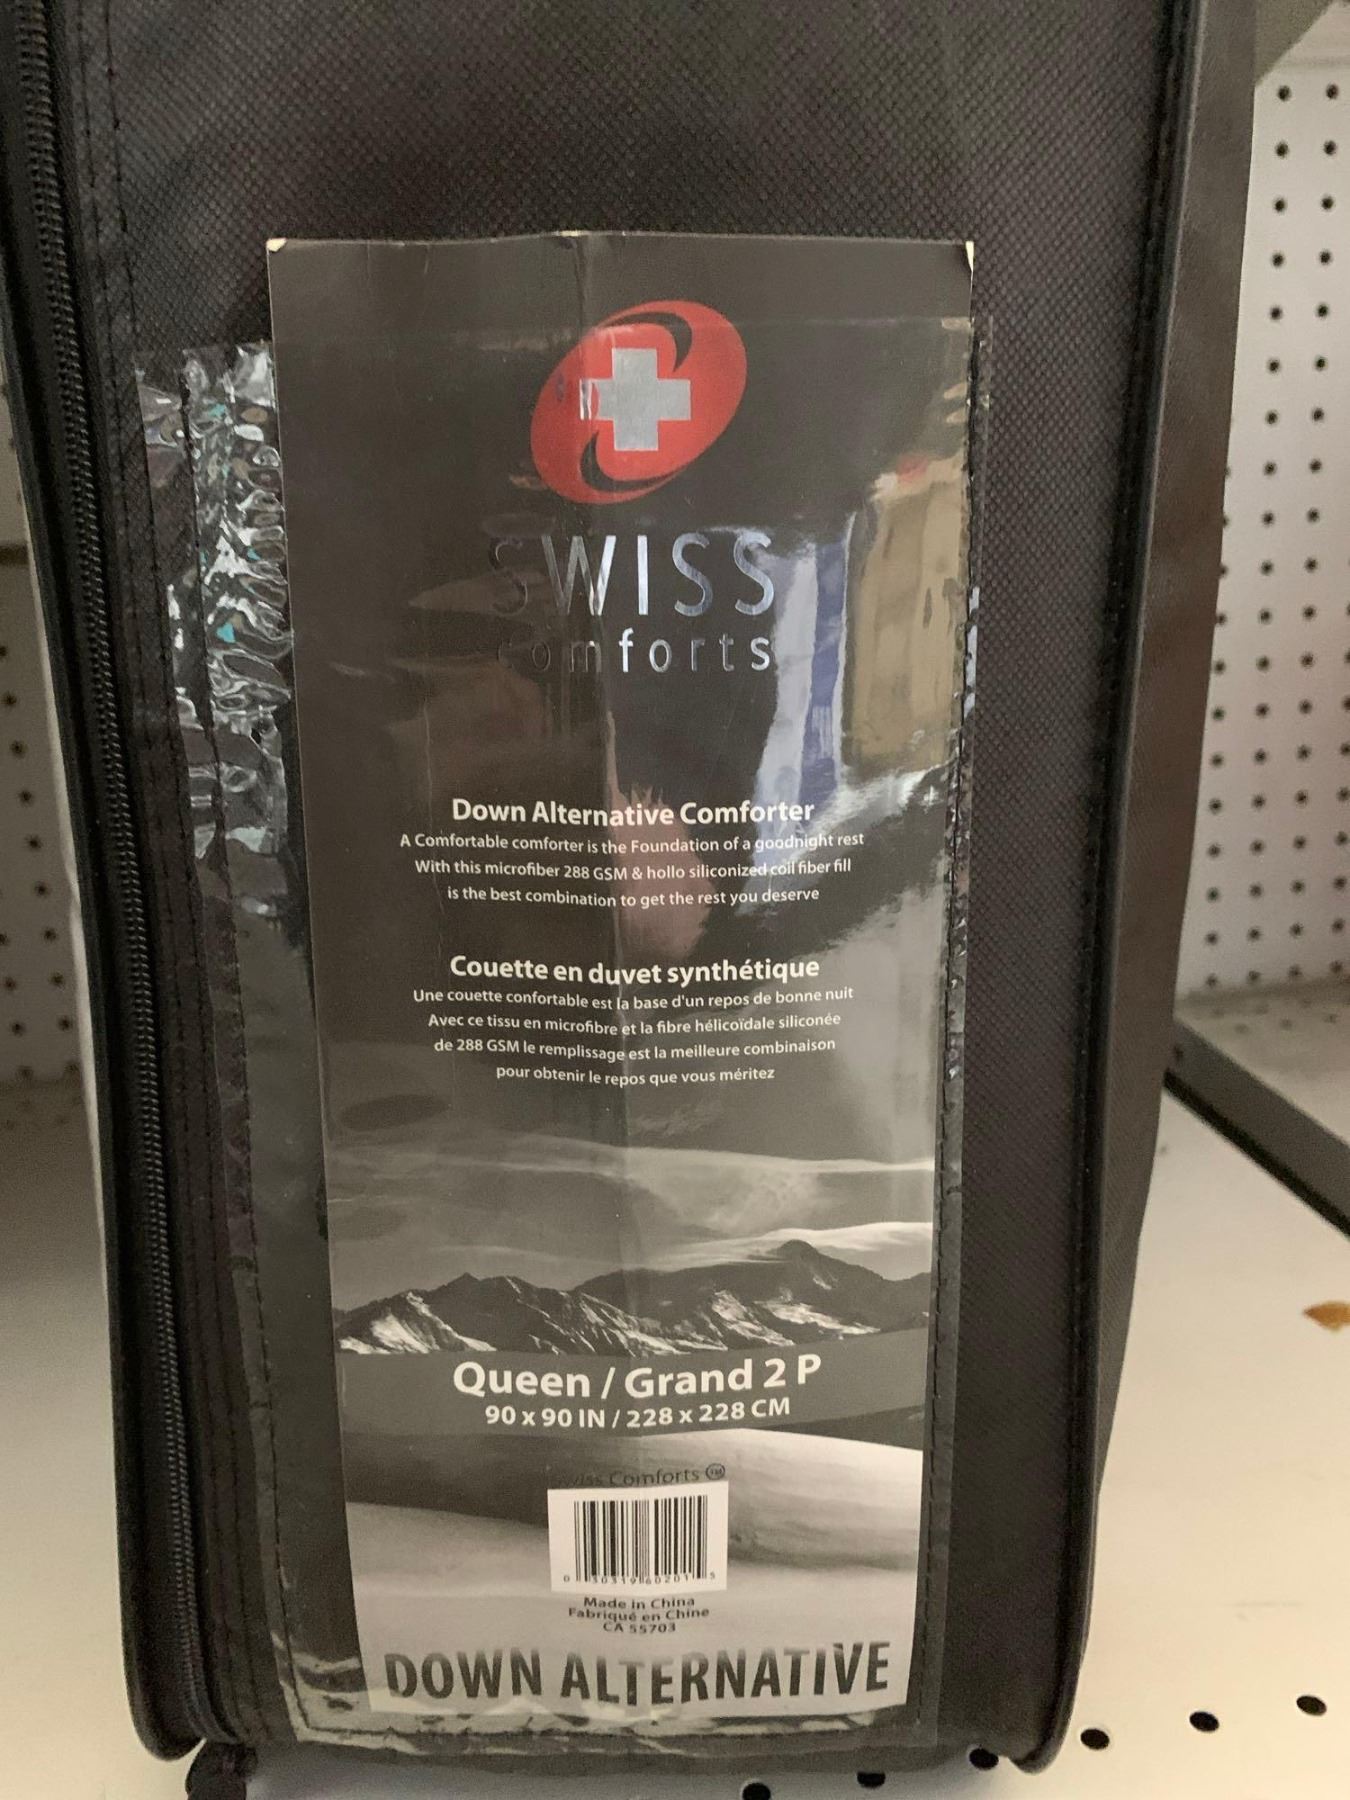 SWISS
comforts
Down Alternative Comforter
A Comfortable comforter is the Foundation of a goodnight rest
With this microfiber 288 GSM & hollo siliconized coil fiber fill
is the best combination to get the rest you deserve
Couette en duvet synthétique
Une couette confortable est la base d'un repos de bonne nuit
Avec ce tissu en microfibre et la fibre hélicoïdale siliconée
de 288 GSM le remplissage est la meilleure combinaison
pour obtenir le repos que vous méritez
Queen / Grand 2 P
90 x 90 IN / 228 x 228 CM
Swiss Comforts ™
Made in China
Fabriqué en Chine
CA 55703
DOWN ALTERNATIVE